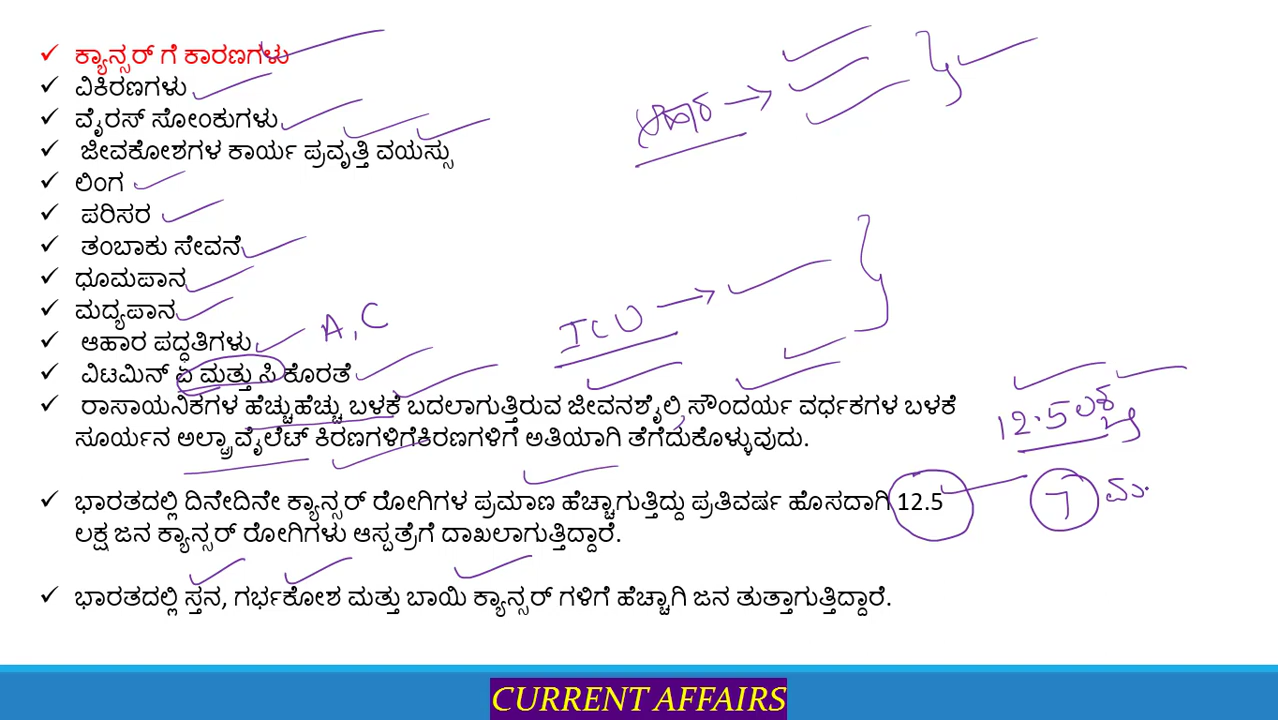 ಕ್ಯಾನ್ಸರ್ ಗೆ ಕಾರಣಗಳು
ವಿಕಿರಣಗಳು
ವೈರಸ್ ಸೋಂಕುಗಳು
ಜೀವಕೋಶಗಳ ಕಾರ್ಯ ಪ್ರವೃತ್ತಿ ವಯಸ್ಸು
ಲಿಂಗ
ಪರಿಸರ
ತಂಬಾಕು ಸೇವನೆ
ಧೂಮಪಾನ
ಮದ್ಯಪಾನ
A, C
ICU
ಆಹಾರ ಪದ್ಧತಿಗಳು
ವಿಟಮಿನ್ ಏ ಮತ್ತು ಸಿ ಕೊರತೆ
ರಾಸಾಯನಿಕಗಳ ಹೆಚ್ಚುಹೆಚ್ಚು ಬಳಕೆ ಬದಲಾಗುತ್ತಿರುವ ಜೀವನಶೈಲಿ, ಸೌಂದರ್ಯ ವರ್ಧಕಗಳ ಬಳಕೆ
12.5 ಲಕ್ಷ
ಸೂರ್ಯನ ಅಲ್ಟ್ರಾವೈಲೆಟ್ ಕಿರಣಗಳಿಗೆಕಿರಣಗಳಿಗೆ ಅತಿಯಾಗಿ ತೆಗೆದುಕೊಳ್ಳುವುದು.
ಭಾರತದಲ್ಲಿ ದಿನೇದಿನೇ ಕ್ಯಾನ್ಸರ್ ರೋಗಿಗಳ ಪ್ರಮಾಣ ಹೆಚ್ಚಾಗುತ್ತಿದ್ದು ಪ್ರತಿವರ್ಷ ಹೊಸದಾಗಿ 12.5
7
ಲಕ್ಷ ಜನ ಕ್ಯಾನ್ಸರ್ ರೋಗಿಗಳು ಆಸ್ಪತ್ರೆಗೆ ದಾಖಲಾಗುತ್ತಿದ್ದಾರೆ.
ಭಾರತದಲ್ಲಿ ಸ್ತನ, ಗರ್ಭಕೋಶ ಮತ್ತು ಬಾಯಿ ಕ್ಯಾನ್ಸರ್ ಗಳಿಗೆ ಹೆಚ್ಚಾಗಿ ಜನ ತುತ್ತಾಗುತ್ತಿದ್ದಾರೆ.
CURRENT AFFAIRS